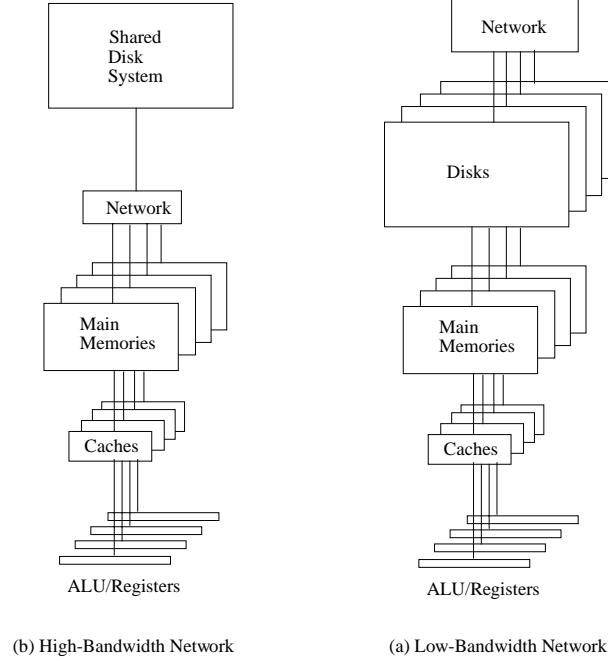 Shared
Disk
System
Network
Main
Memories
Caches
ALU/Registers
(b) High-Bandwidth Network
Network
Disks
Main
Memories
Caches
ALU/Registers
(a) Low-Bandwidth Network